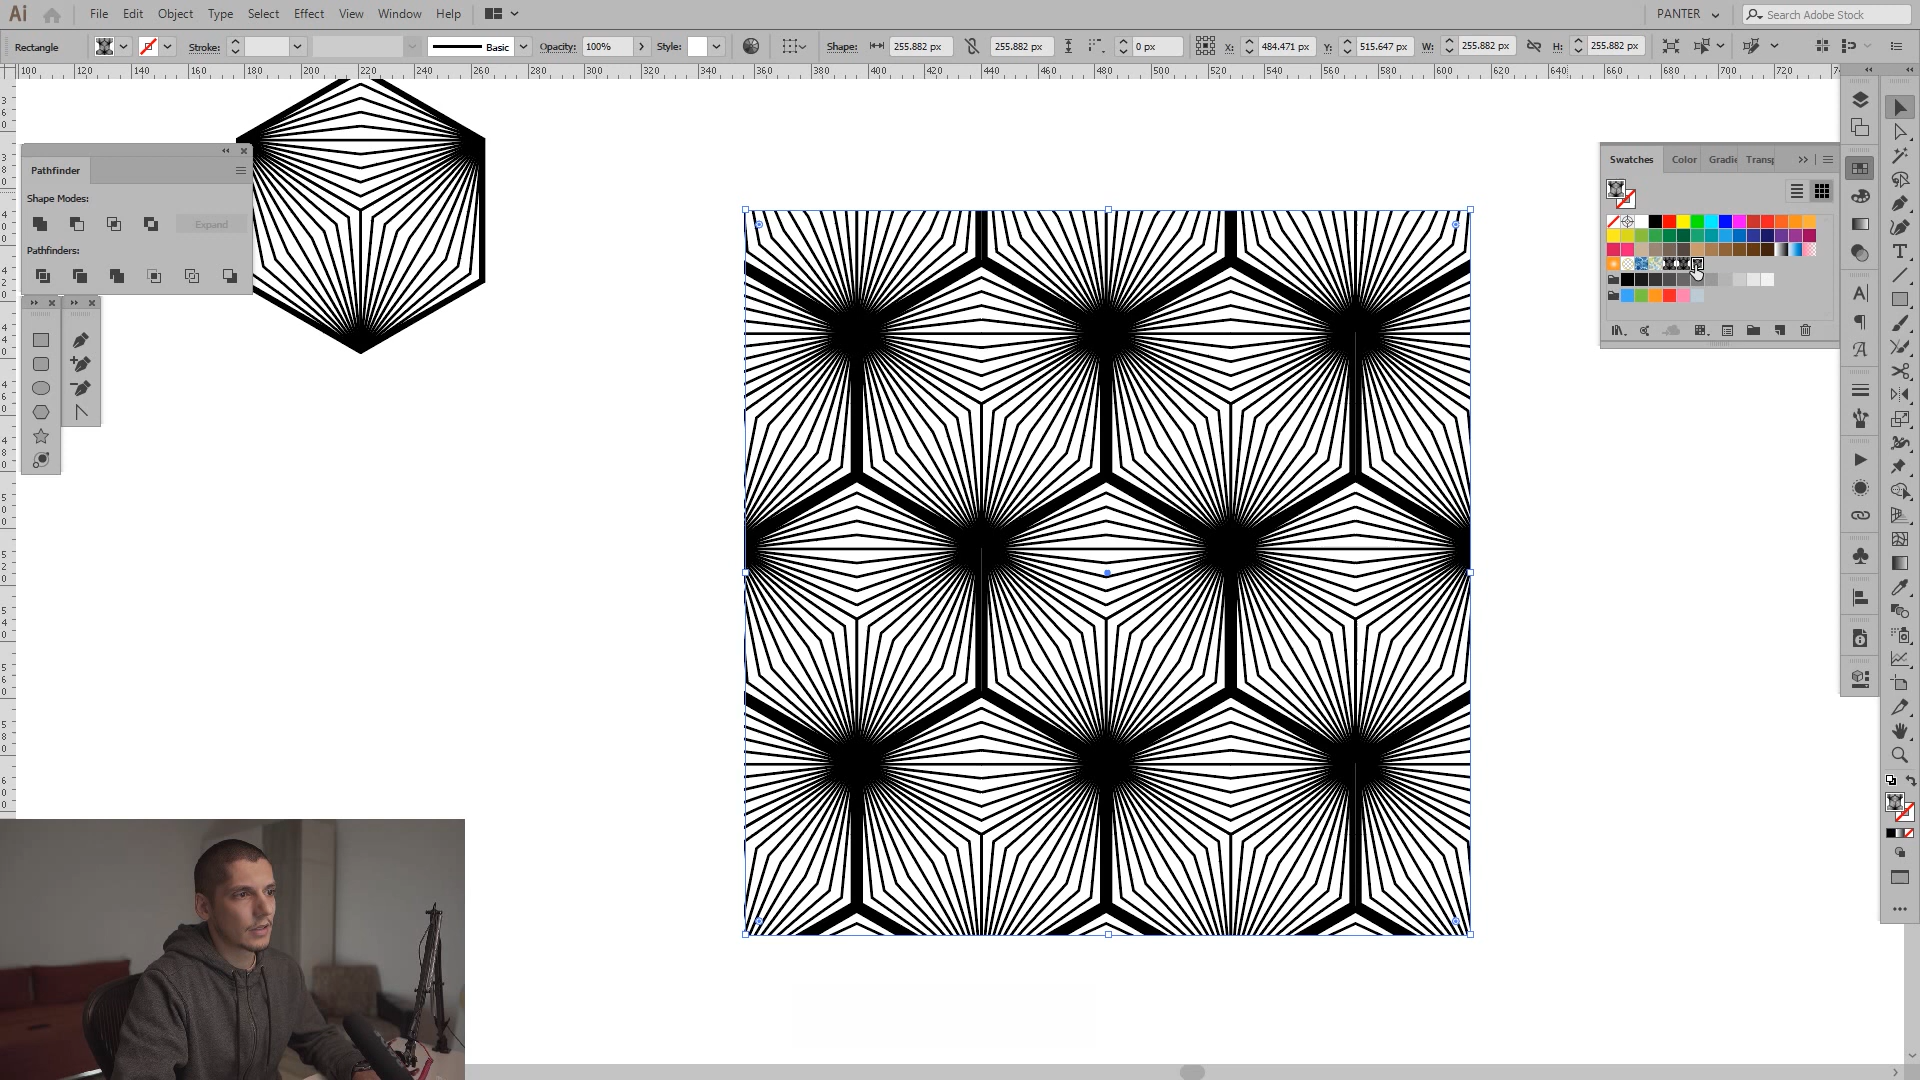 Ai File Edit Object Type Select Effect View Window Help PANTER Search Adobe Stock
Rectangle Stroke: Basic Opacity: 100% Style: Shape: 255.882 px 255.882 px 0 px X: 484.471 px Y: 515.647 px W: 255.882 px H: 255.882 px
100 120 140 160 180 200 220 240 260 280 300 320 340 360 380 400 420 440 460 480 500 520 540 560 580 600 620 640 660 680 700 720
Pathfinder
Shape Modes:
Expand
Pathfinders:
Swatches Color Gradie Transp